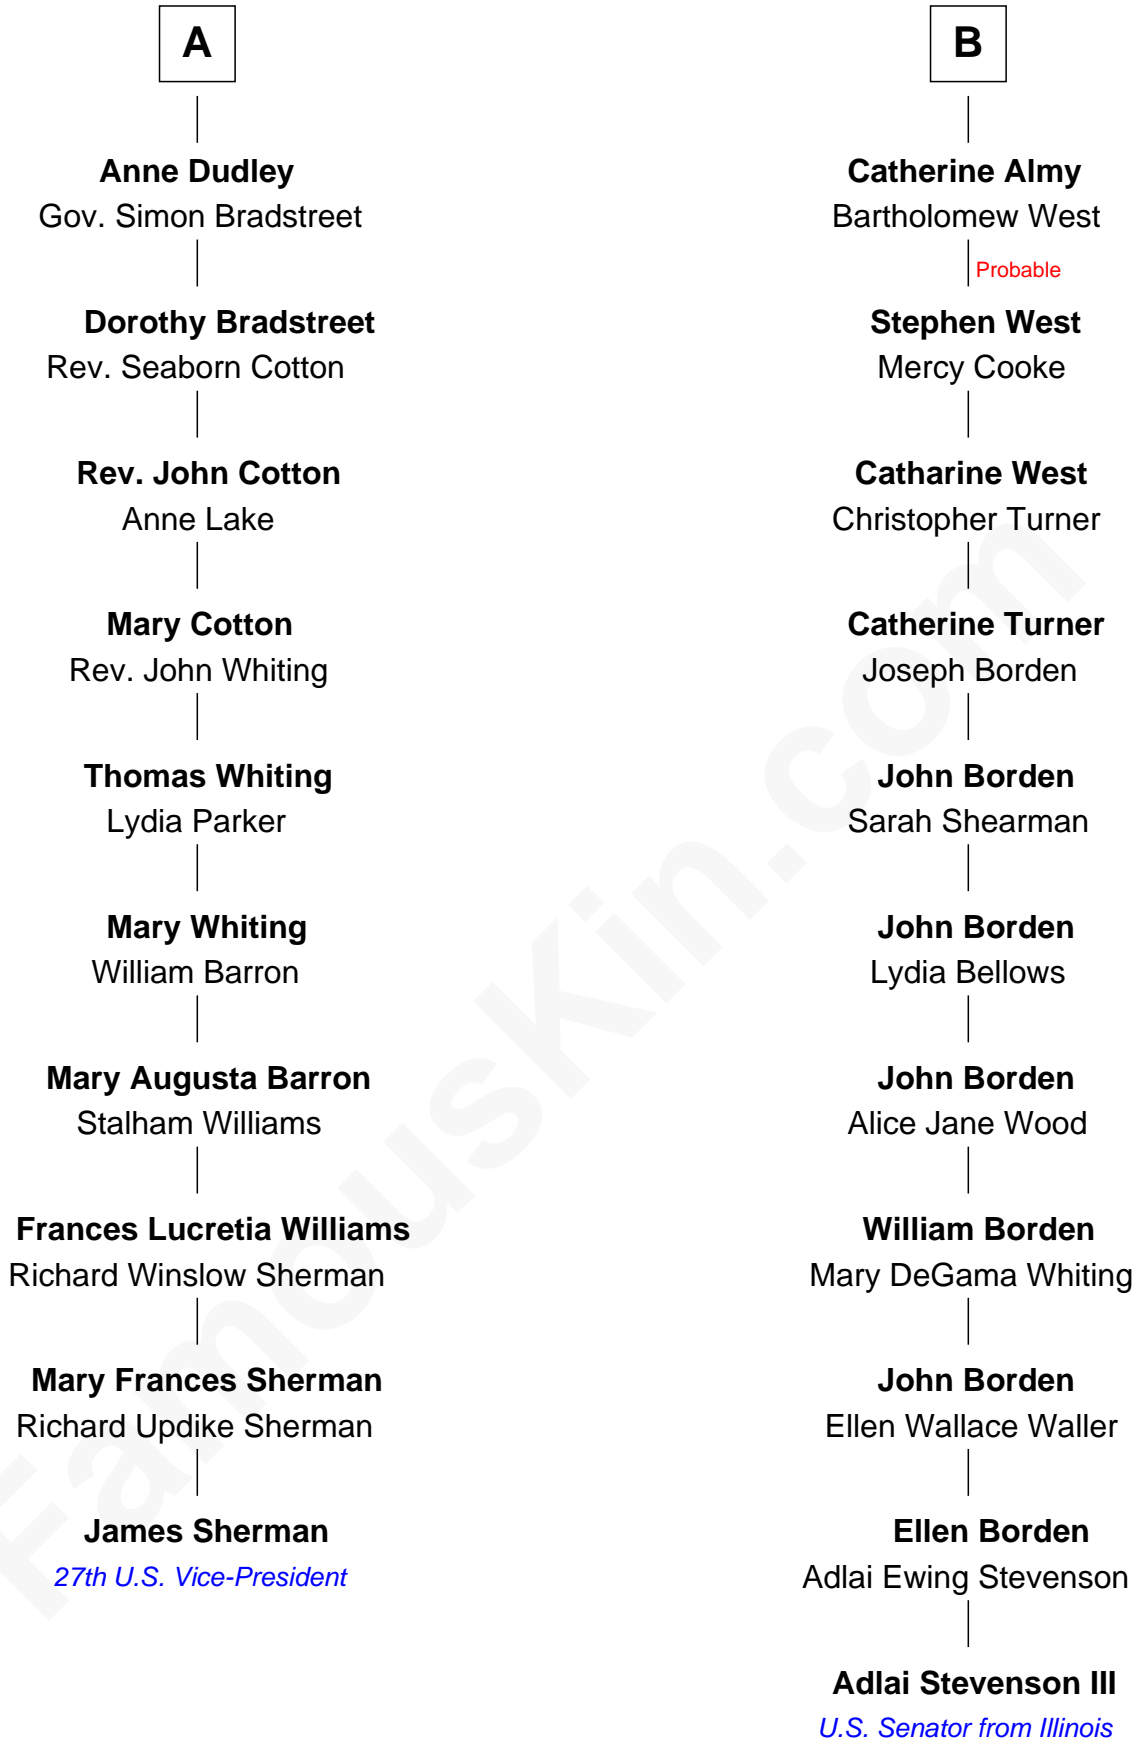 A
Anne Dudley
Gov. Simon Bradstreet
Dorothy Bradstreet
Rev. Seaborn Cotton
Rev. John Cotton
Anne Lake
Mary Cotton
Rev. John Whiting
Thomas Whiting
Lydia Parker
Mary Whiting
William Barron
Mary Augusta Barron
Stalham Williams
Frances Lucretia Williams
Richard Winslow Sherman
Mary Frances Sherman
Richard Updike Sherman
James Sherman
27th U.S. Vice-President
B
Catherine Almy
Bartholomew West
Probable
Stephen West
Mercy Cooke
Catharine West
Christopher Turner
Catherine Turner
Joseph Borden
John Borden
Sarah Shearman
John Borden
Lydia Bellows
John Borden
Alice Jane Wood
William Borden
Mary DeGama Whiting
John Borden
Ellen Wallace Waller
Ellen Borden
Adlai Ewing Stevenson
Adlai Stevenson III
U.S. Senator from Illinois
FamousKin.com